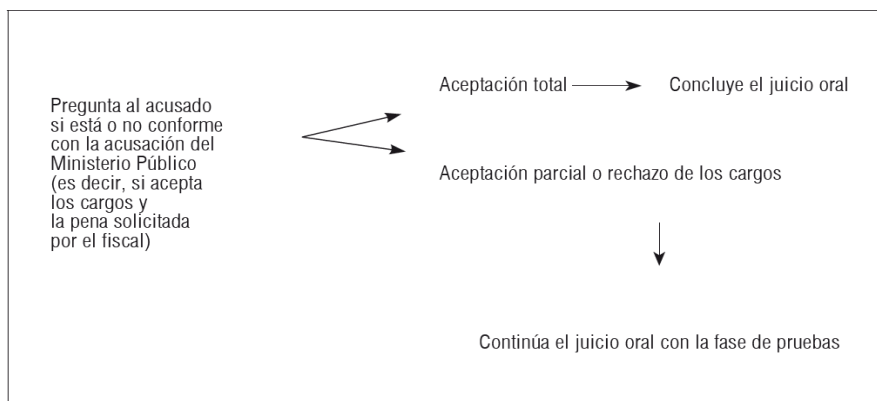 Pregunta al acusado
si está o no conforme
con la acusación del
Ministerio Público
(es decir, si acepta
los cargos y
la pena solicitada
por el fiscal)
Aceptación total
Concluye el juicio oral
Aceptación parcial o rechazo de los cargos
Continúa el juicio oral con la fase de pruebas